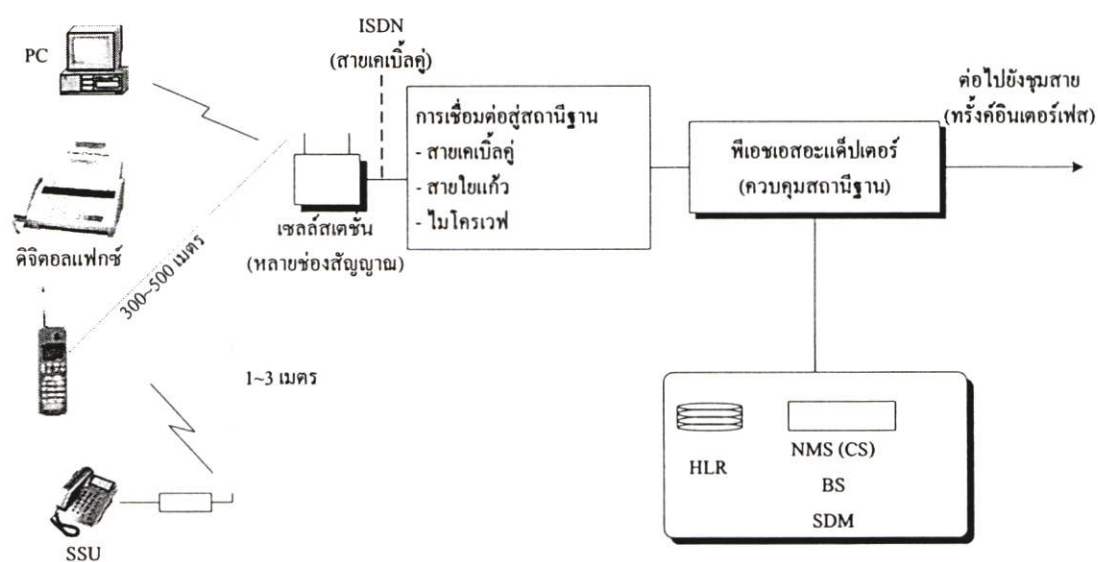 PC
ISDN
(สายเคเบิ้ลคู่)
ดิจิตอลแฟกซ์
300~500 เมตร
เซลล์สเตชั่น
(หลายช่องสัญญาณ)
การเชื่อมต่อสู่สถานีฐาน
- สายเคเบิ้ลคู่
- สายใยแก้ว
- ไมโครเวฟ
พีเอชเอสอะแด็ปเตอร์
(ควบคุมสถานีฐาน)
ต่อไปยังชุมสาย
(ทรั้งค์อินเตอร์เฟส)
1~3 เมตร
SSU
HLR
NMS (CS)
BS
SDM